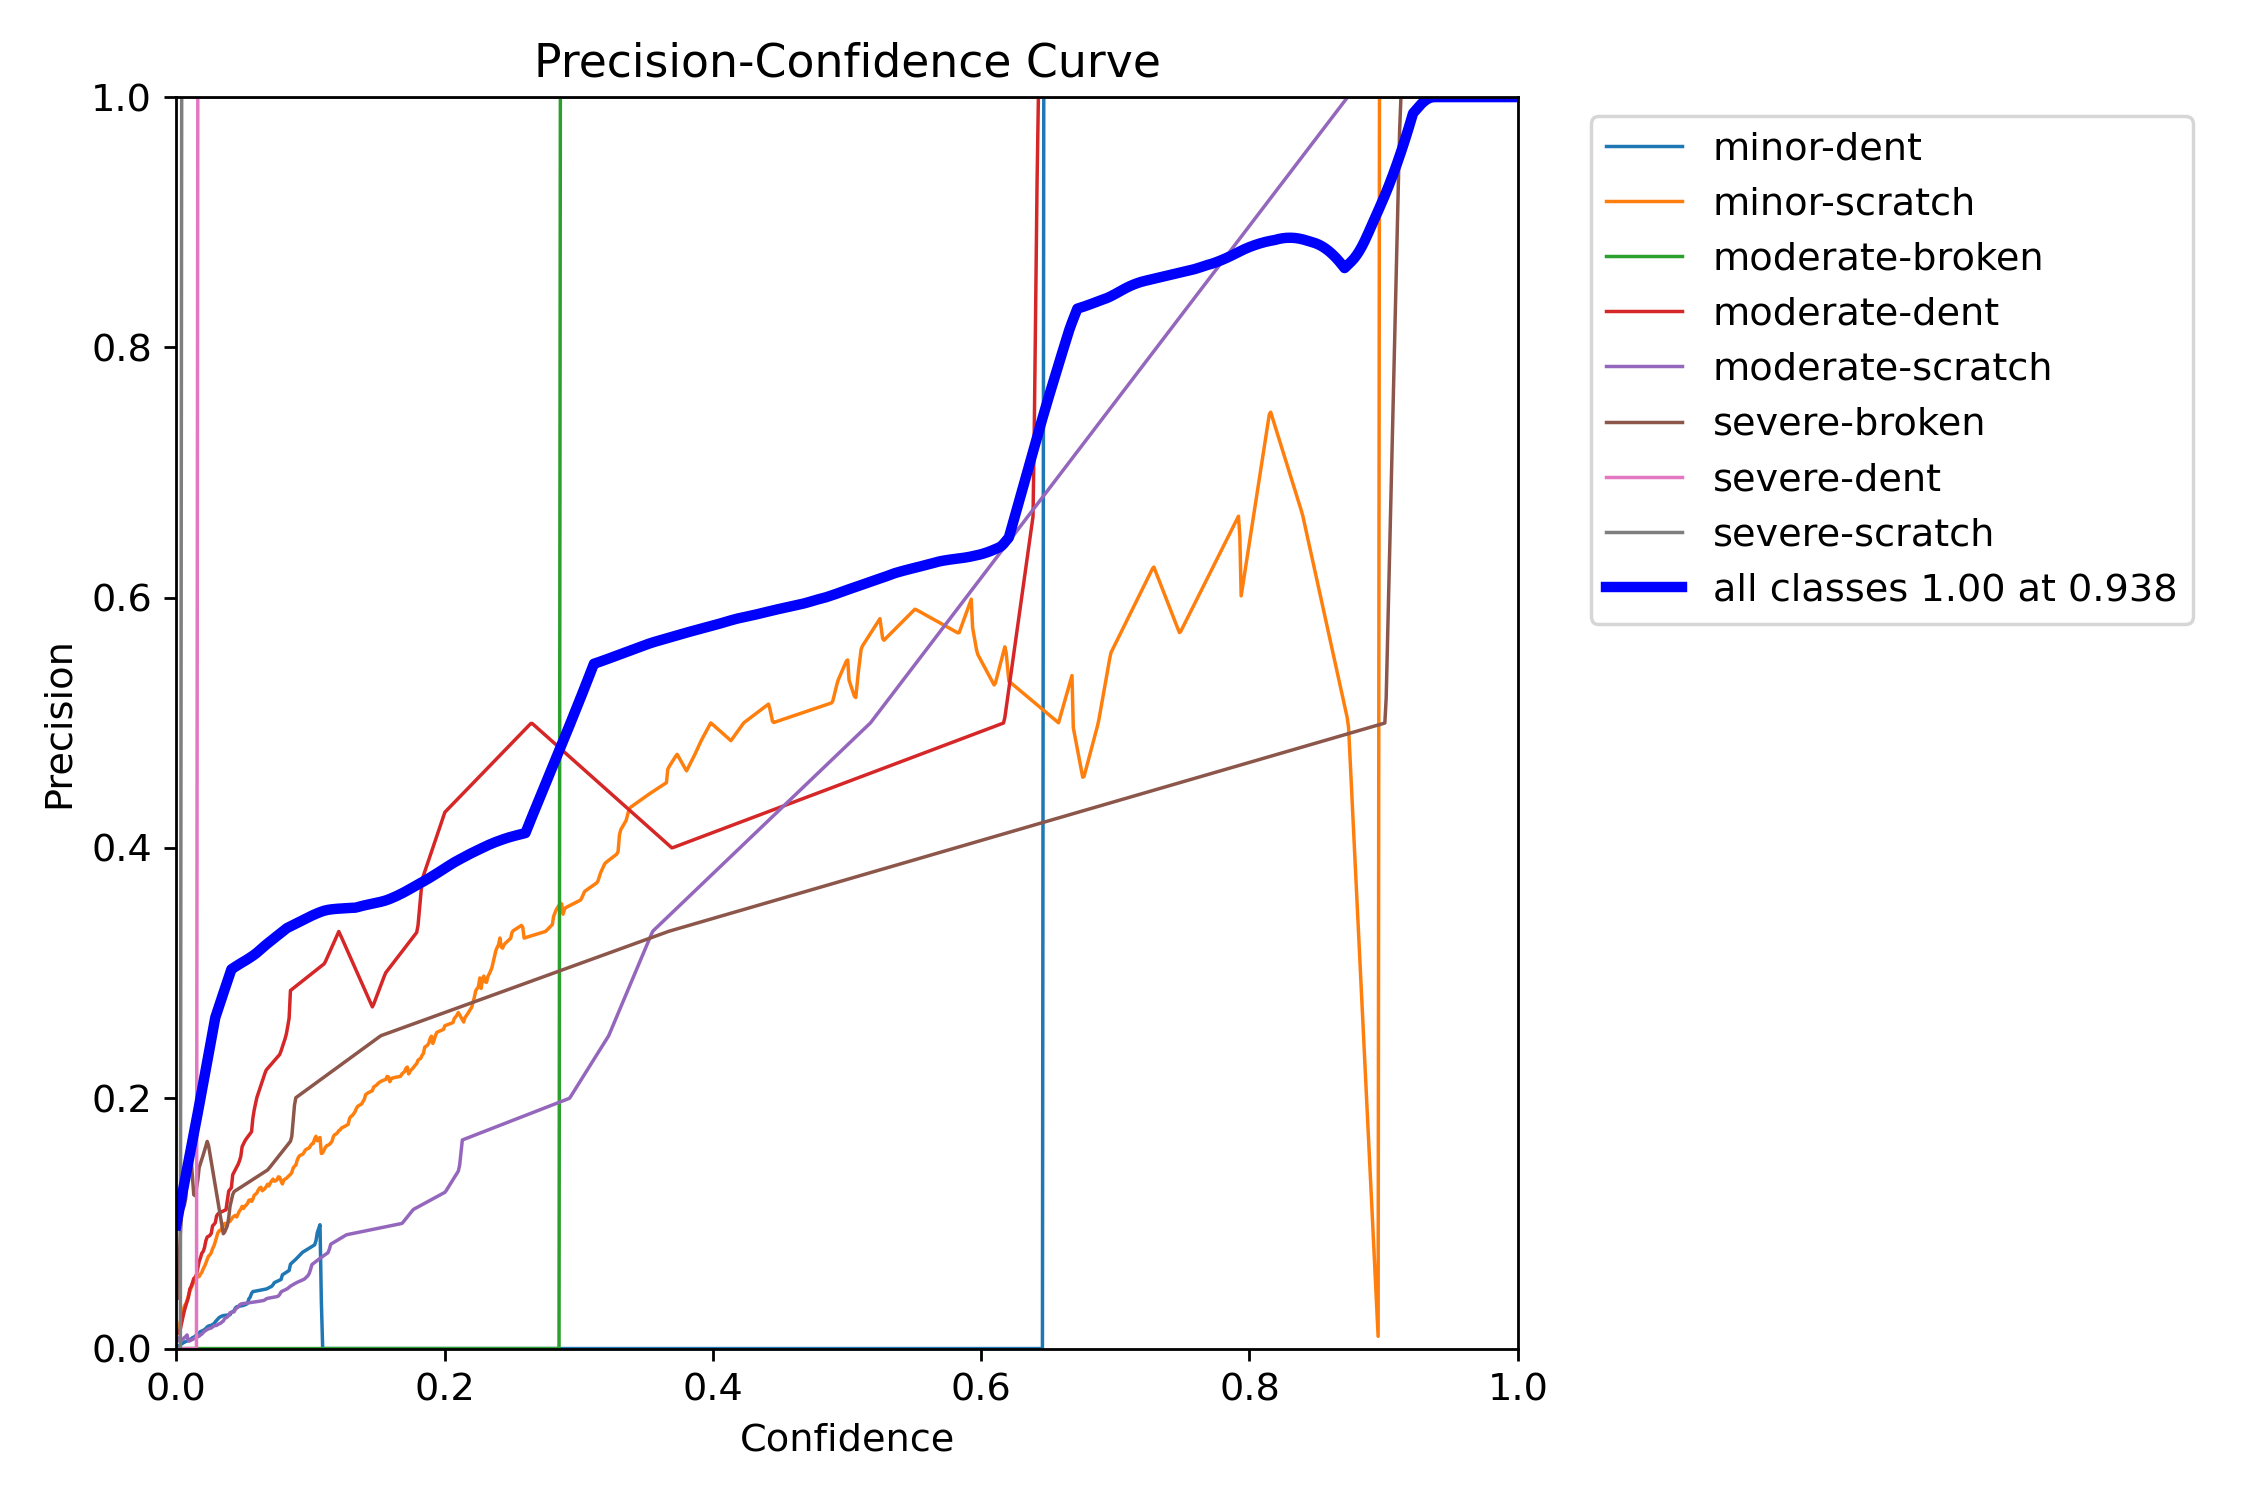 Precision-Confidence Curve
1.0
0.8
0.6
0.4
0.2
0.0
Precision
0.0 0.2 0.4 0.6 0.8 1.0
Confidence
minor-dent
minor-scratch
moderate-broken
moderate-dent
moderate-scratch
severe-broken
severe-dent
severe-scratch
all classes 1.00 at 0.938